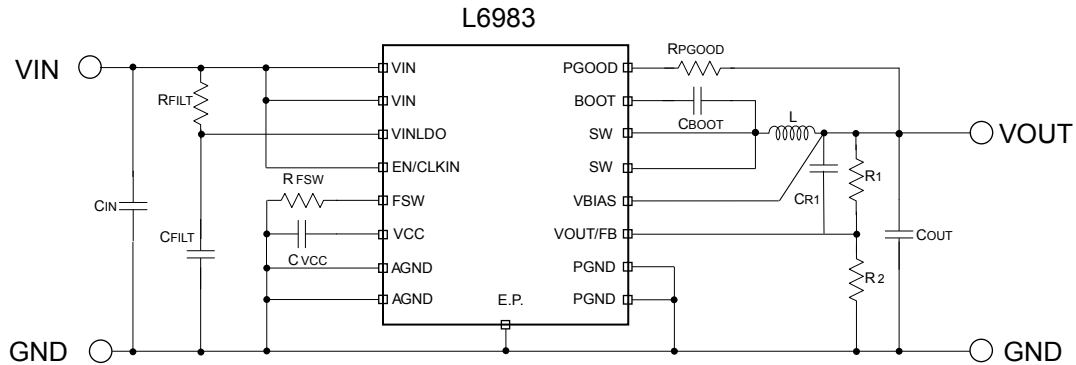 L6983
VIN
RFILT
CIN
CFILT
RFSW
CVCC
VIN
VIN
VINLDO
EN/CLKIN
FSW
VCC
AGND
AGND
E.P.
PGOOD
BOOT
SW
SW
VBIAS
VOUT/FB
PGND
PGND
RPGOOD
CBOOT
L
CR1
R1
R2
COUT
VOUT
GND
GND